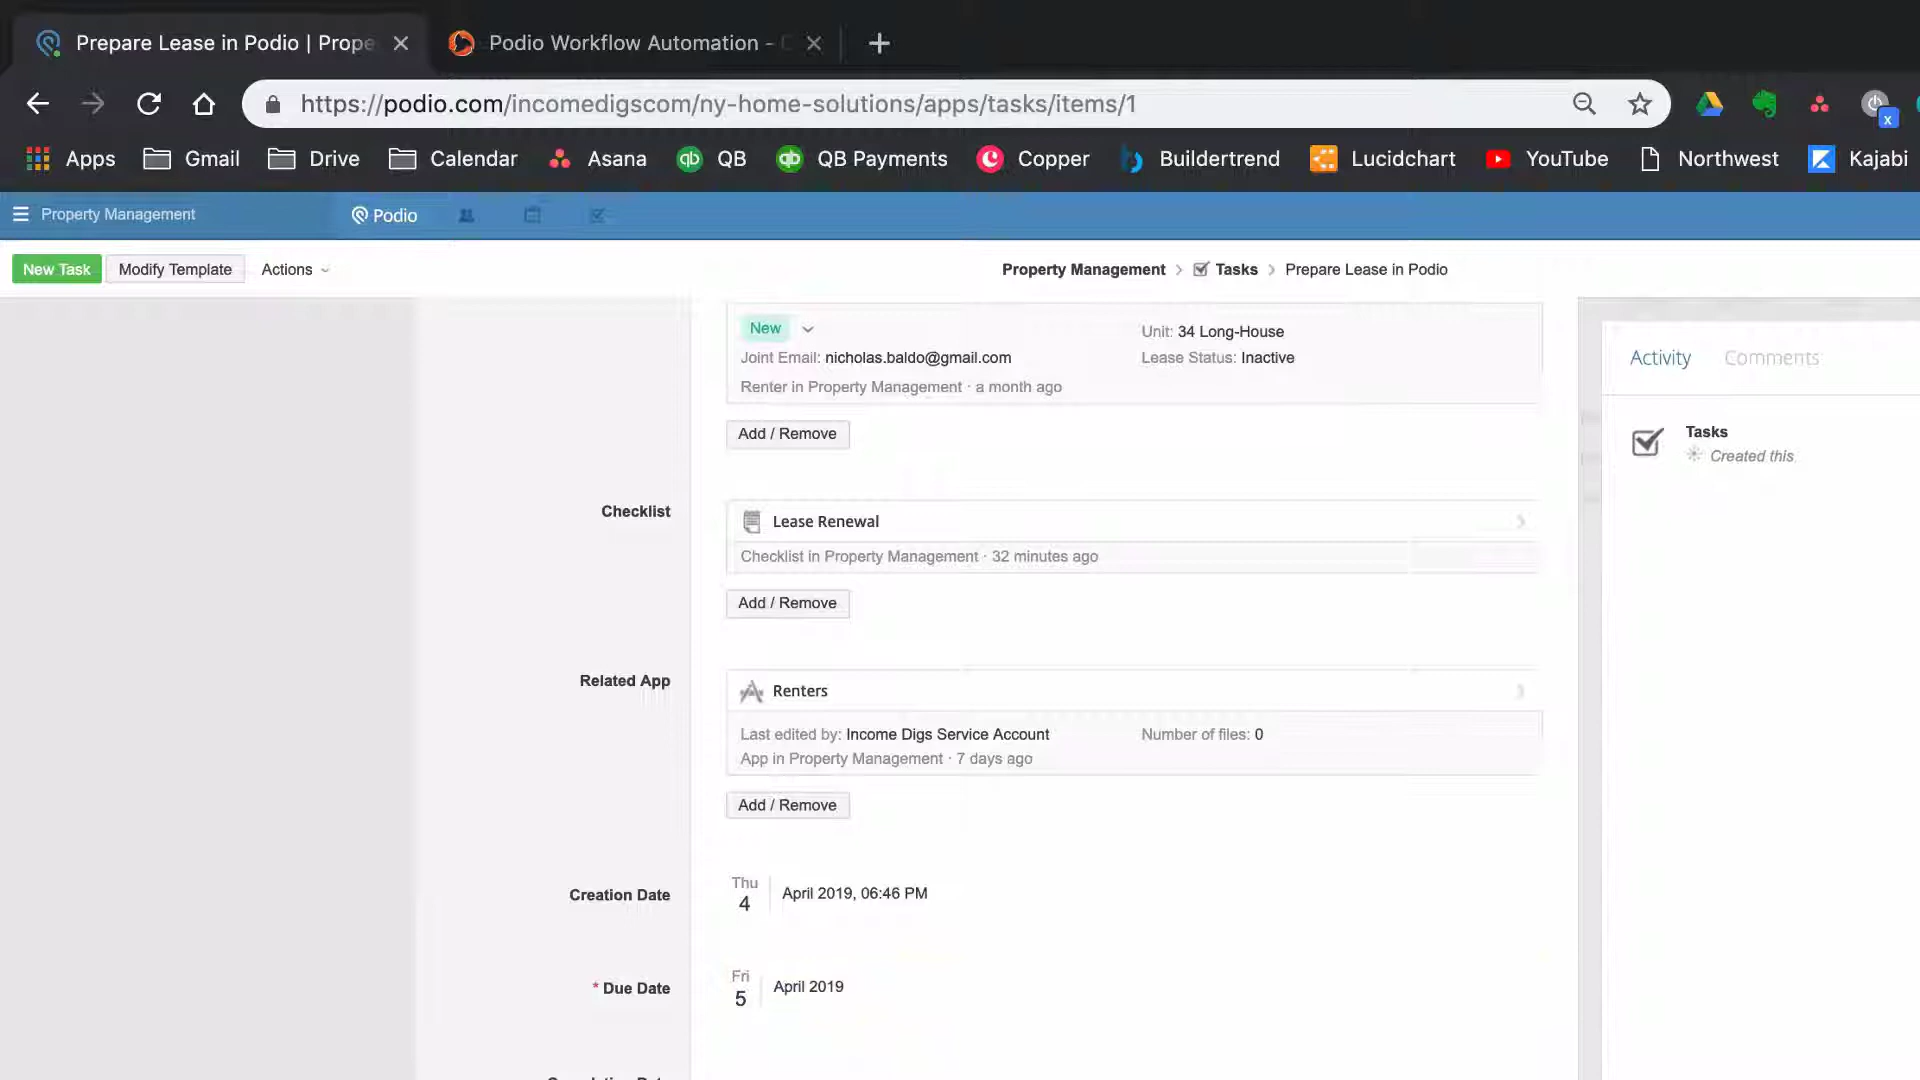 Prepare Lease in Podio | Prope
Podio Workflow Automation -
https://podio.com/incomedigscom/ny-home-solutions/apps/tasks/items/1
Apps Gmail Drive Calendar Asana QB QB Payments Copper Buildertrend Lucidchart YouTube Northwest Kajabi
Property Management Podio
New Task Modify Template Actions
Property Management > Tasks > Prepare Lease in Podio
New
Unit: 34 Long-House
Joint Email: nicholas.baldo@gmail.com
Lease Status: Inactive
Renter in Property Management · a month ago
Add / Remove
Checklist
Lease Renewal
Checklist in Property Management · 32 minutes ago
Add / Remove
Related App
Renters
Last edited by: Income Digs Service Account
Number of files: 0
App in Property Management · 7 days ago
Add / Remove
Creation Date
Thu
4
April 2019, 06:46 PM
* Due Date
Fri
5
April 2019
Activity Comments
Tasks
Created this.